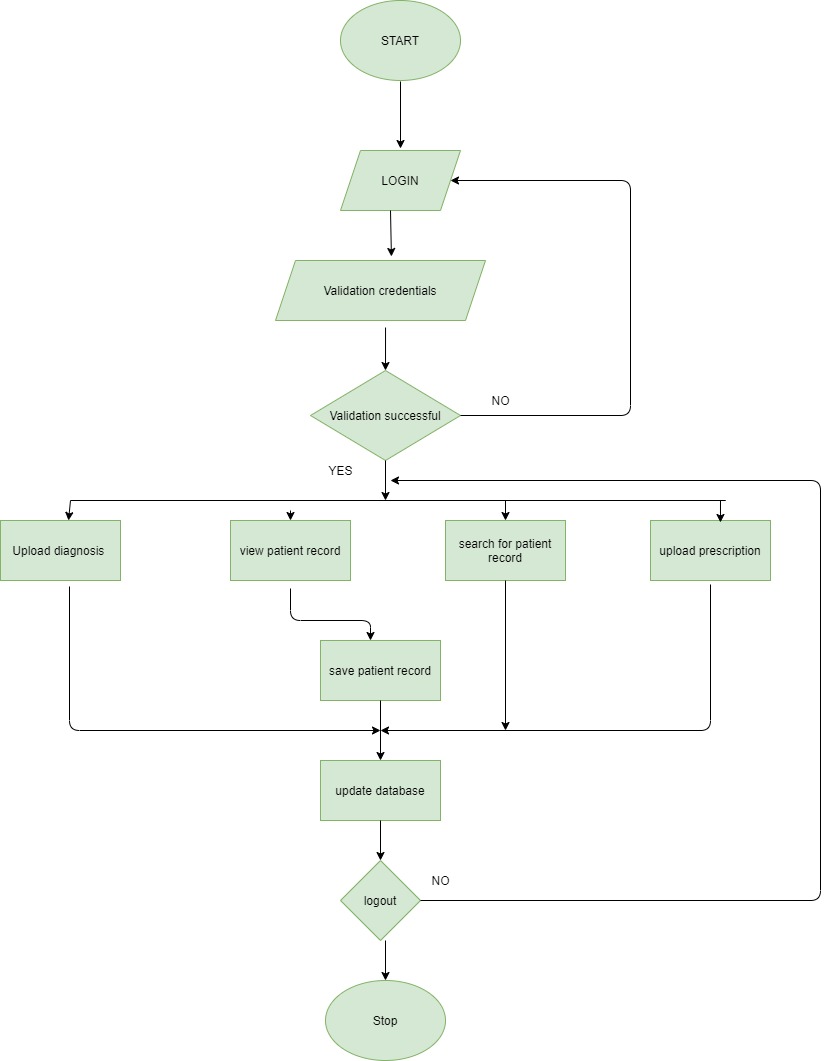 START
LOGIN
Validation credentials
Validation successful
NO
YES
Upload diagnosis
view patient record
search for patient
record
upload prescription
save patient record
update database
NO
logout
Stop